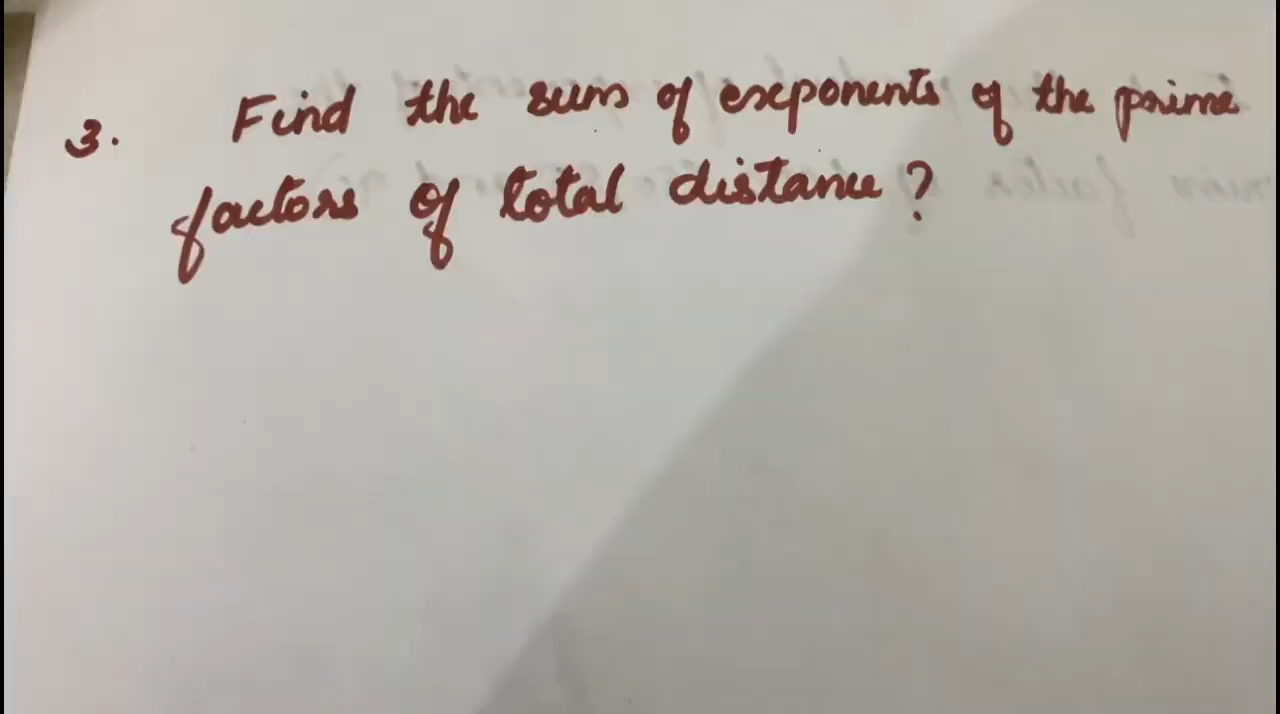 3. Find the sum of exponents of the prime
factors of total distance?